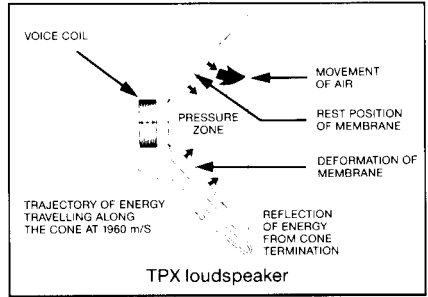 VOICE COIL
MOVEMENT
OF AIR
REST POSITION
OF MEMBRANE
PRESSURE
ZONE
DEFORMATION OF
MEMBRANE
TRAJECTORY OF ENERGY
TRAVELLING ALONG
THE CONE AT 1960 m/S
REFLECTION
OF ENERGY
FROM CONE
TERMINATION
TPX loudspeaker